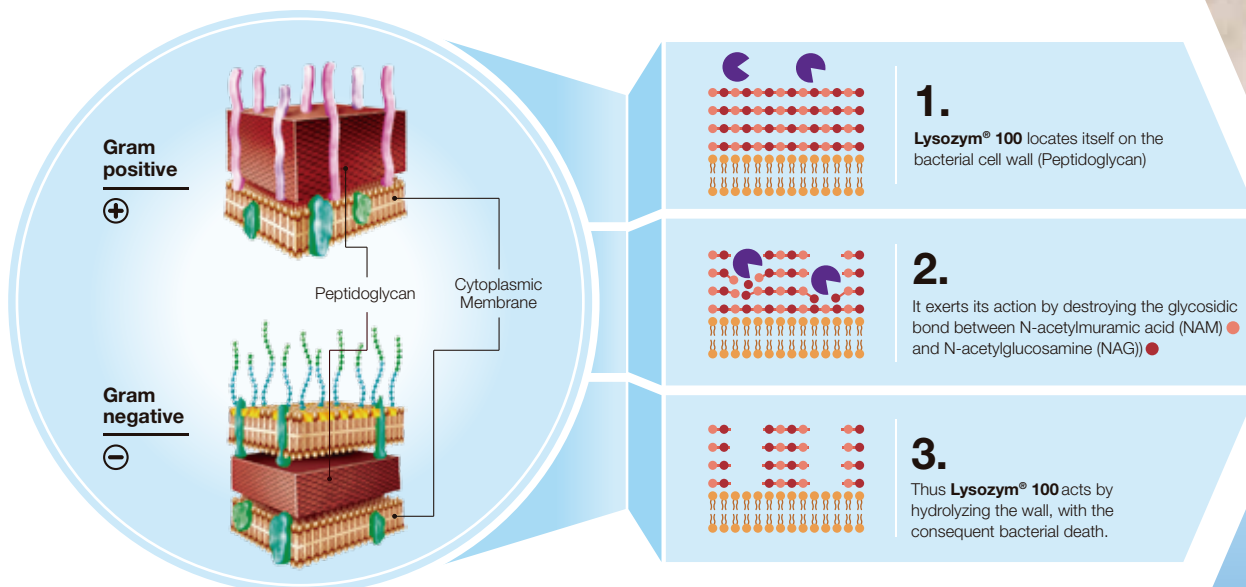 Gram
positive
+
Peptidoglycan
Cytoplasmic
Membrane
Gram
negative
−
1.
Lysozym® 100 locates itself on the
bacterial cell wall (Peptidoglycan)
2.
It exerts its action by destroying the glycosidic
bond between N-acetylmuramic acid (NAM)
and N-acetylglucosamine (NAG))
3.
Thus Lysozym® 100 acts by
hydrolyzing the wall, with the
consequent bacterial death.